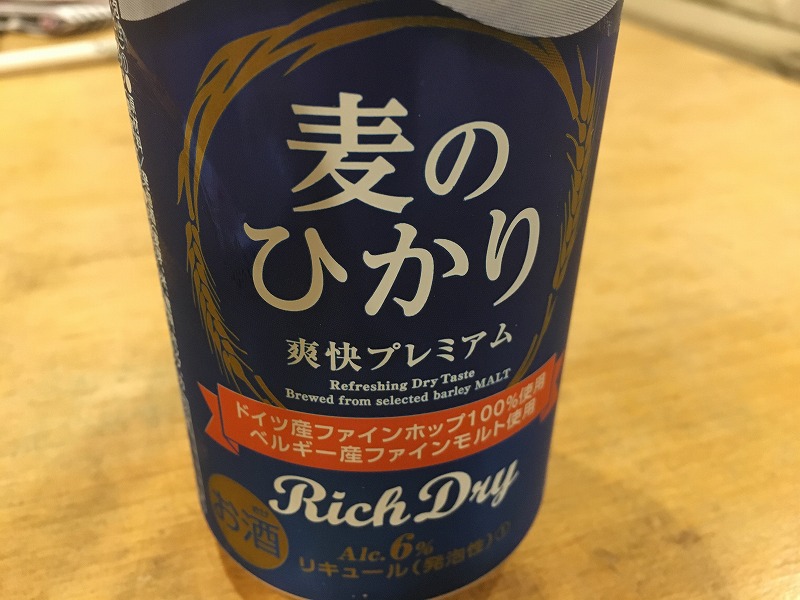 麦の
ひかり
爽快プレミアム
Refreshing Dry Taste
Brewed from selected barley MALT
ドイツ産ファインホップ100%使用
ベルギー産ファインモルト使用
Rich Dry
お酒
Alc.6%
リキュール(発泡性)①